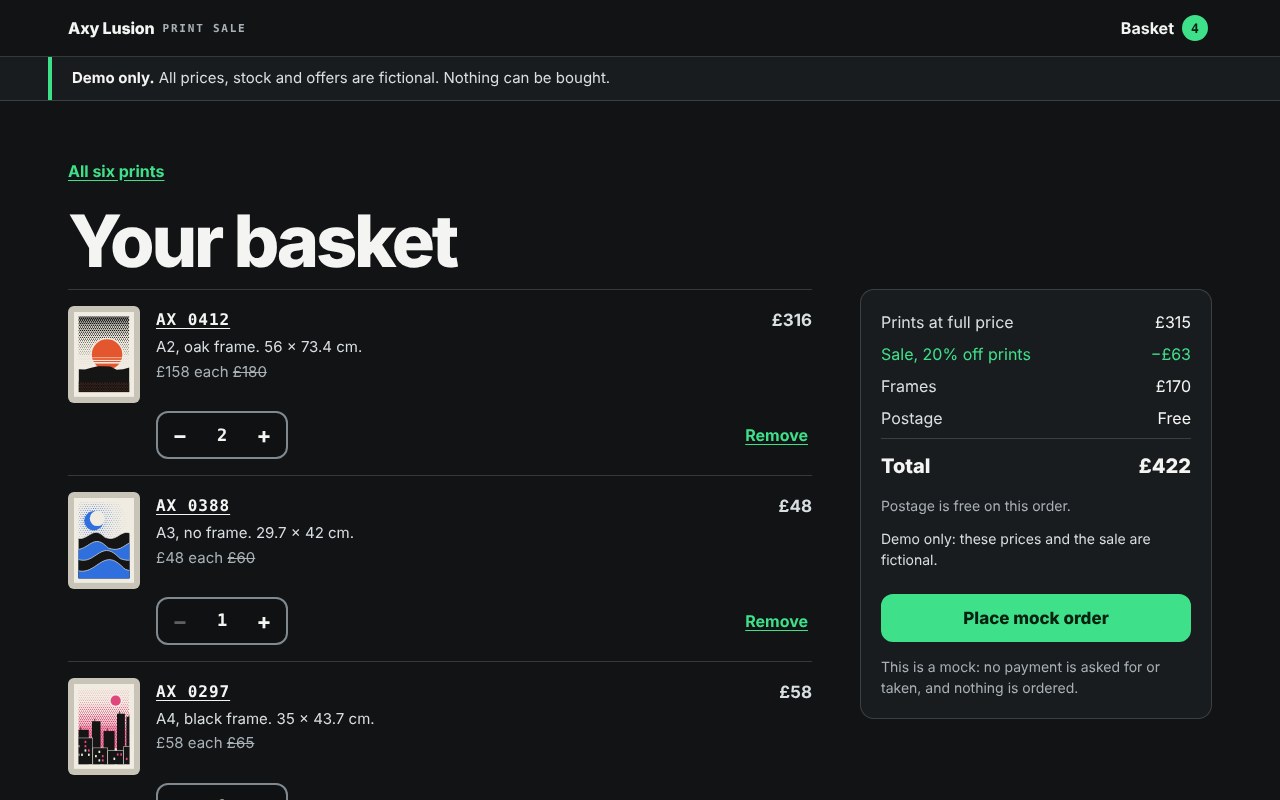 Axy Lusion PRINT SALE
Basket 4
Demo only. All prices, stock and offers are fictional. Nothing can be bought.
All six prints
Your basket
AX 0412
£316
A2, oak frame. 56 × 73.4 cm.
£158 each £180
− 2 +
Remove
AX 0388
£48
A3, no frame. 29.7 × 42 cm.
£48 each £60
− 1 +
Remove
AX 0297
£58
A4, black frame. 35 × 43.7 cm.
£58 each £65
Prints at full price £315
Sale, 20% off prints −£63
Frames £170
Postage Free
Total £422
Postage is free on this order.
Demo only: these prices and the sale are
fictional.
Place mock order
This is a mock: no payment is asked for or
taken, and nothing is ordered.